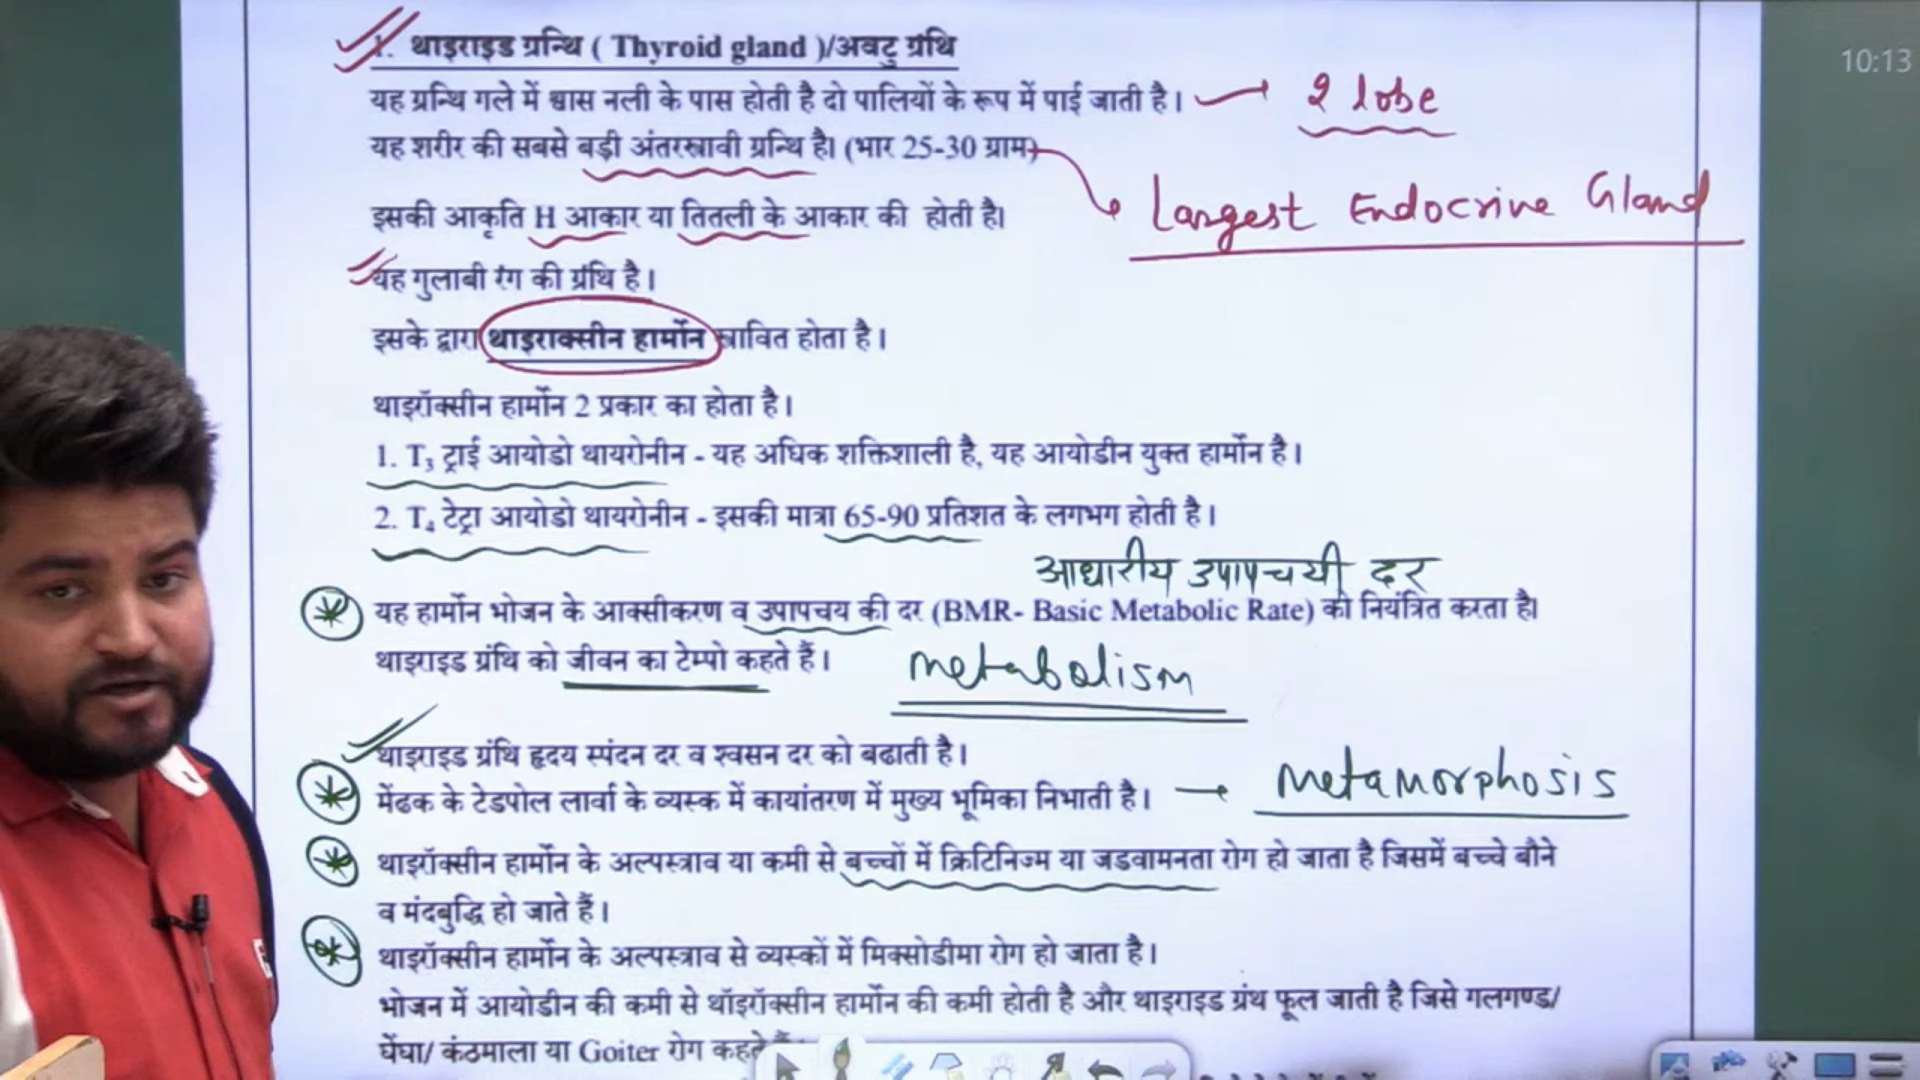 1. थाइराइड ग्रन्थि ( Thyroid gland )/अवटु ग्रंथि
10:13
यह ग्रन्थि गले में श्वास नली के पास होती है दो पालियों के रूप में पाई जाती है। → 2 lobe
यह शरीर की सबसे बड़ी अंतरस्त्रावी ग्रन्थि है। (भार 25-30 ग्राम)
Largest Endocrine Gland
इसकी आकृति H आकार या तितली के आकार की होती है।
यह गुलाबी रंग की ग्रंथि है।
इसके द्वारा थाइराक्सीन हार्मोन स्त्रावित होता है।
थाइरॉक्सीन हार्मोन 2 प्रकार का होता है।
1. T₃ ट्राई आयोडो थायरोनीन - यह अधिक शक्तिशाली है, यह आयोडीन युक्त हार्मोन है।
2. T₄ टेट्रा आयोडो थायरोनीन - इसकी मात्रा 65-90 प्रतिशत के लगभग होती है।
आधारीय उपापचयी दर
यह हार्मोन भोजन के आक्सीकरण व उपापचय की दर (BMR- Basic Metabolic Rate) को नियंत्रित करता है।
थाइराइड ग्रंथि को जीवन का टेम्पो कहते हैं।
metabolism
थाइराइड ग्रंथि हृदय स्पंदन दर व श्वसन दर को बढाती है।
मेंढक के टेडपोल लार्वा के व्यस्क में कायांतरण में मुख्य भूमिका निभाती है। → metamorphosis
थाइरॉक्सीन हार्मोन के अल्पस्त्राव या कमी से बच्चों में क्रिटिनिज्म या जडवामनता रोग हो जाता है जिसमें बच्चे बौने
व मंदबुद्धि हो जाते हैं।
थाइरॉक्सीन हार्मोन के अल्पस्त्राव से व्यस्कों में मिक्सोडीमा रोग हो जाता है।
भोजन में आयोडीन की कमी से थॉइरॉक्सीन हार्मोन की कमी होती है और थाइराइड ग्रंथ फूल जाती है जिसे गलगण्ड/
घेंघा/ कंठमाला या Goiter रोग कहते